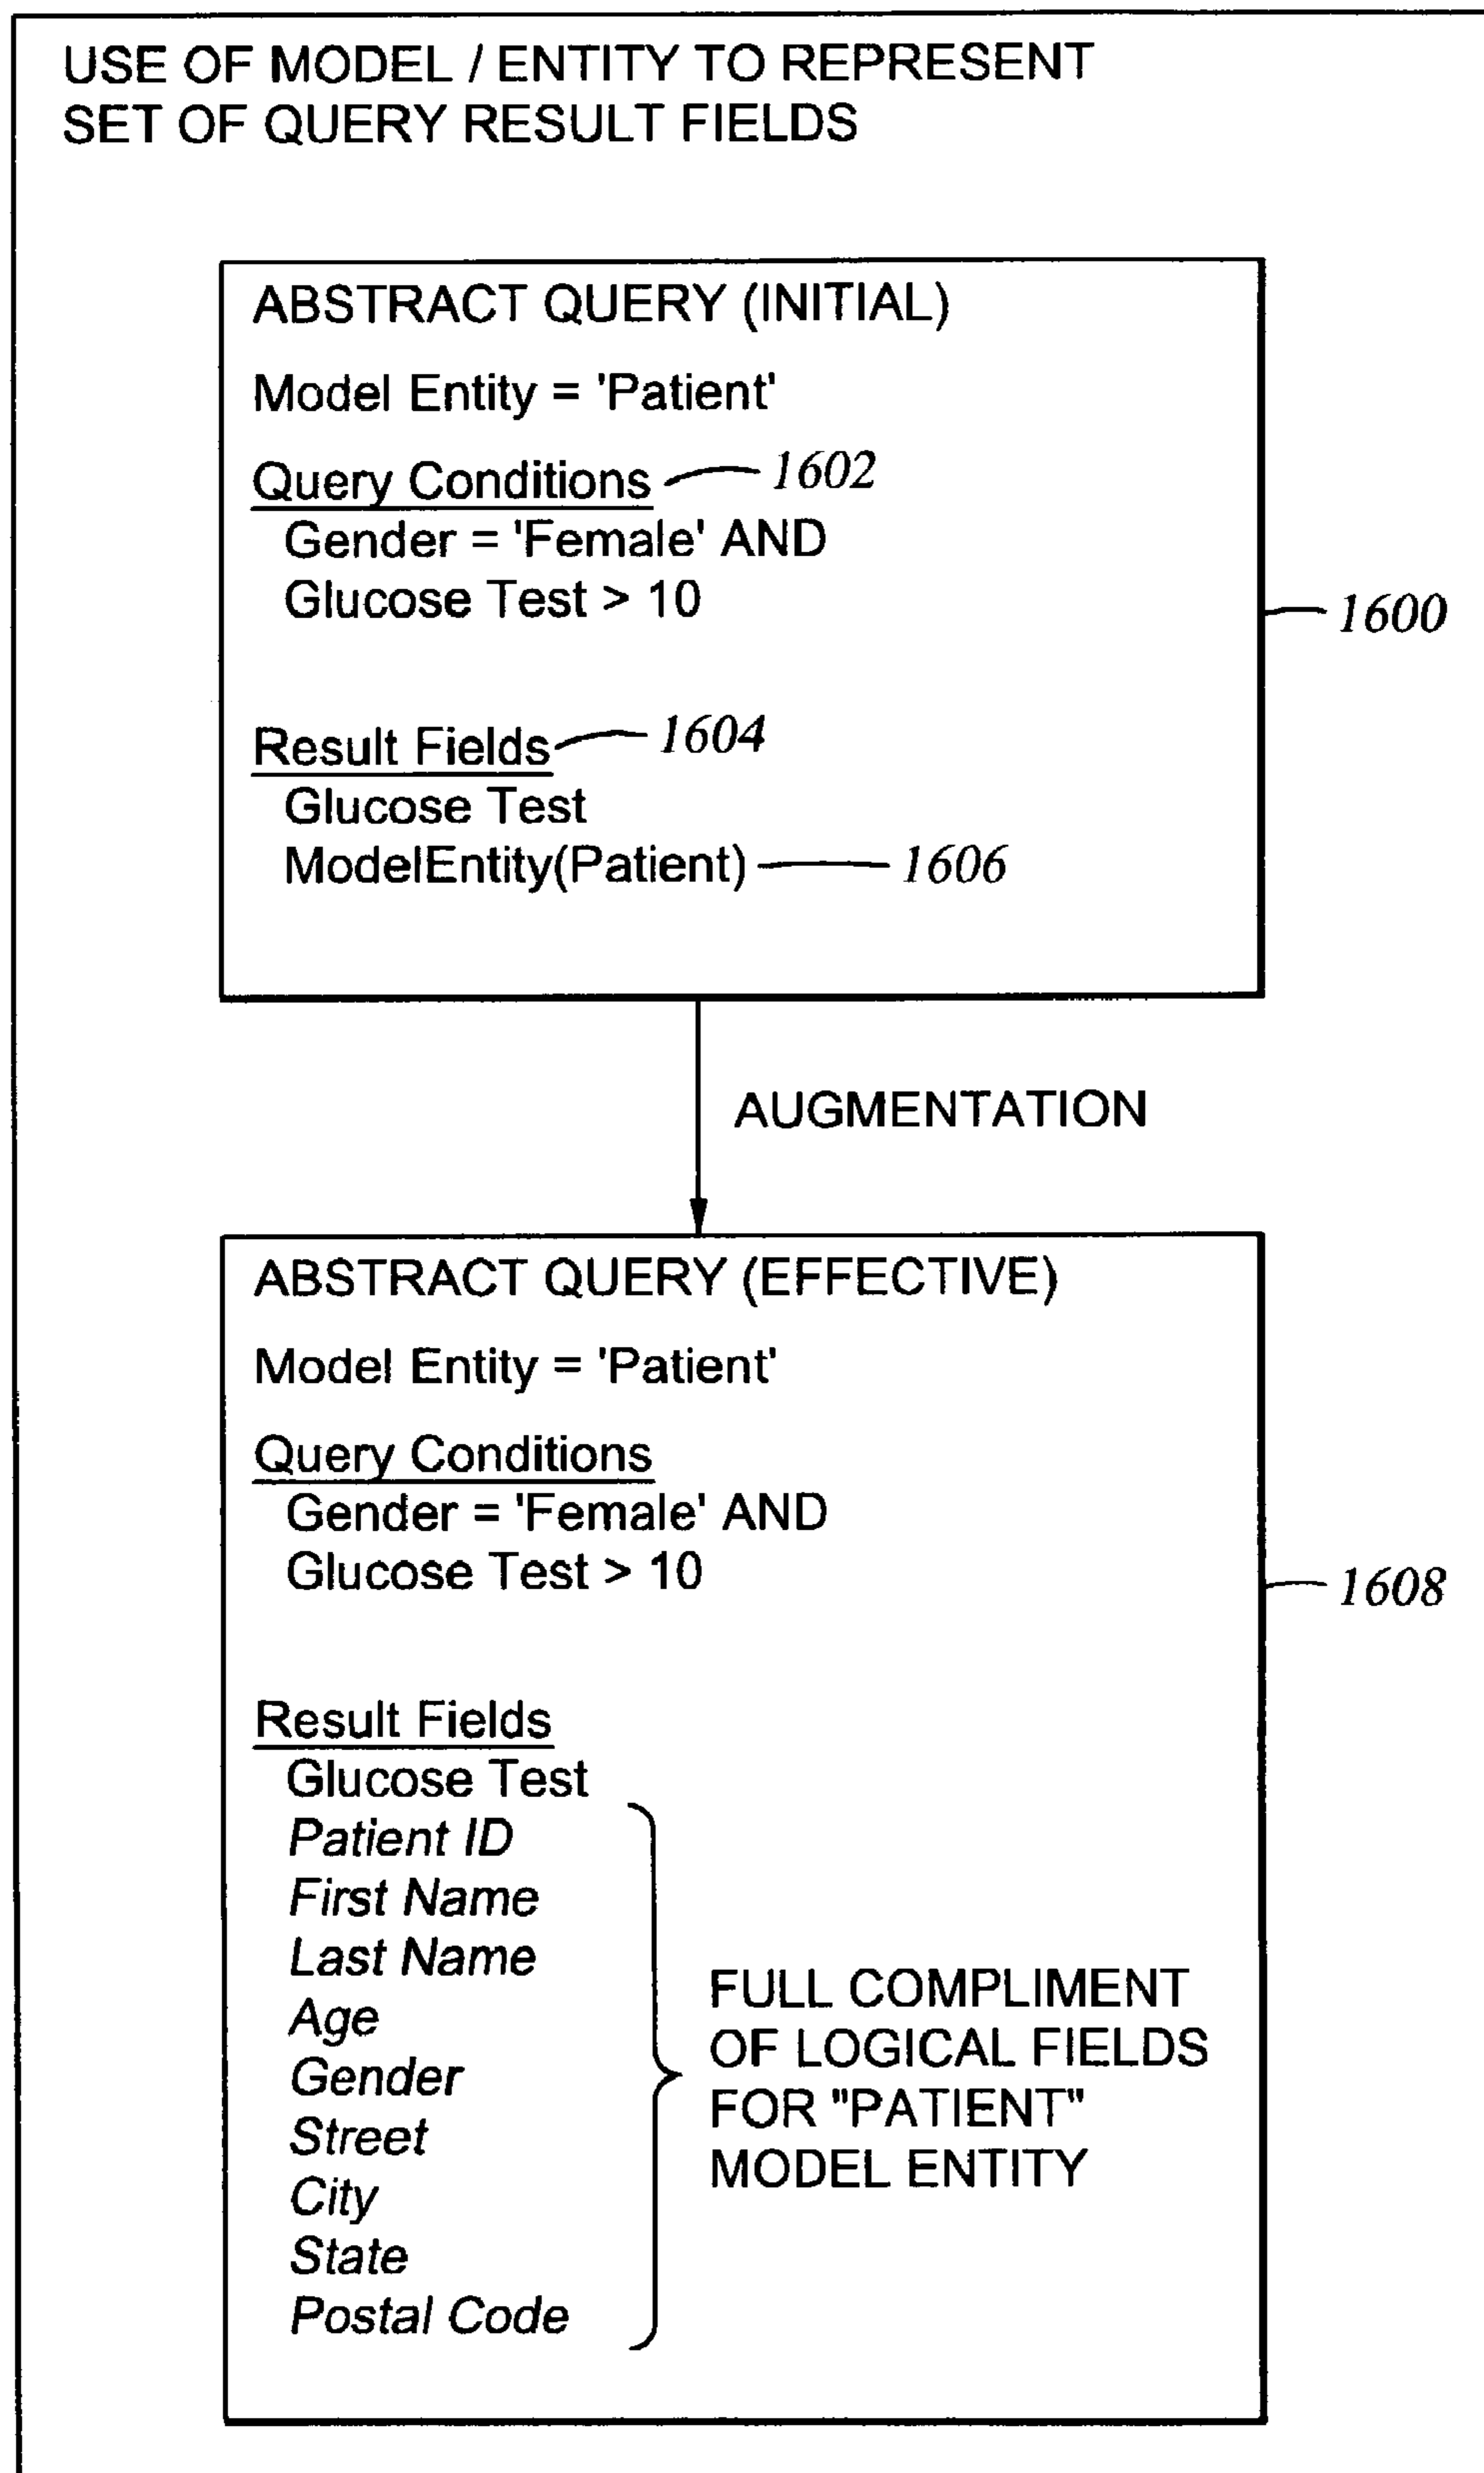 USE OF MODEL / ENTITY TO REPRESENT
SET OF QUERY RESULT FIELDS
ABSTRACT QUERY (INITIAL)
Model Entity = 'Patient'
Query Conditions 1602
Gender = 'Female' AND
Glucose Test > 10
1600
Result Fields 1604
Glucose Test
ModelEntity(Patient) 1606
AUGMENTATION
ABSTRACT QUERY (EFFECTIVE)
Model Entity = 'Patient'
Query Conditions
Gender = 'Female' AND
Glucose Test > 10
1608
Result Fields
Glucose Test
Patient ID
First Name
Last Name
Age
Gender
Street
City
State
Postal Code
FULL COMPLIMENT
OF LOGICAL FIELDS
FOR "PATIENT"
MODEL ENTITY